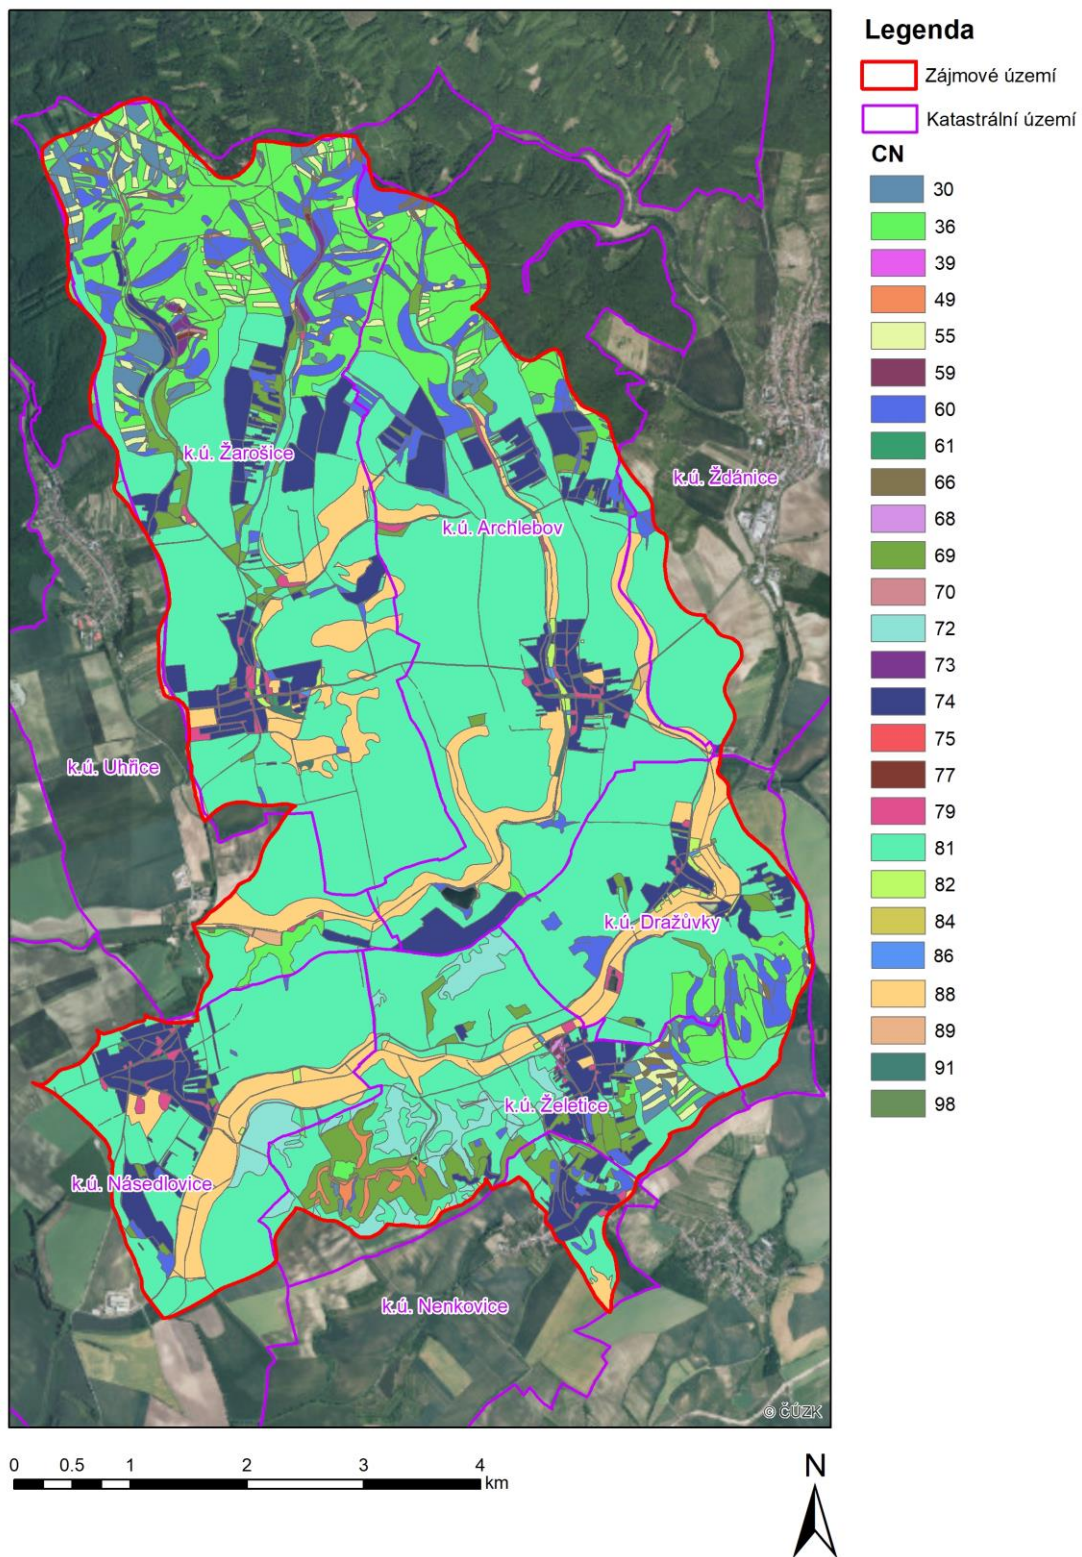 Legenda
Zájmové území
Katastrální území
CN
30
36
39
49
55
59
60
61
66
68
69
70
72
73
74
75
77
79
81
82
84
86
88
89
91
98
k.ú. Žarošice
k.ú. Ždánice
k.ú. Archlebov
k.ú. Uhřice
k.ú. Dražůvky
k.ú. Želetice
k.ú. Násedlovice
k.ú. Nenkovice
© ČÚZK
0 0.5 1 2 3 4
km
N